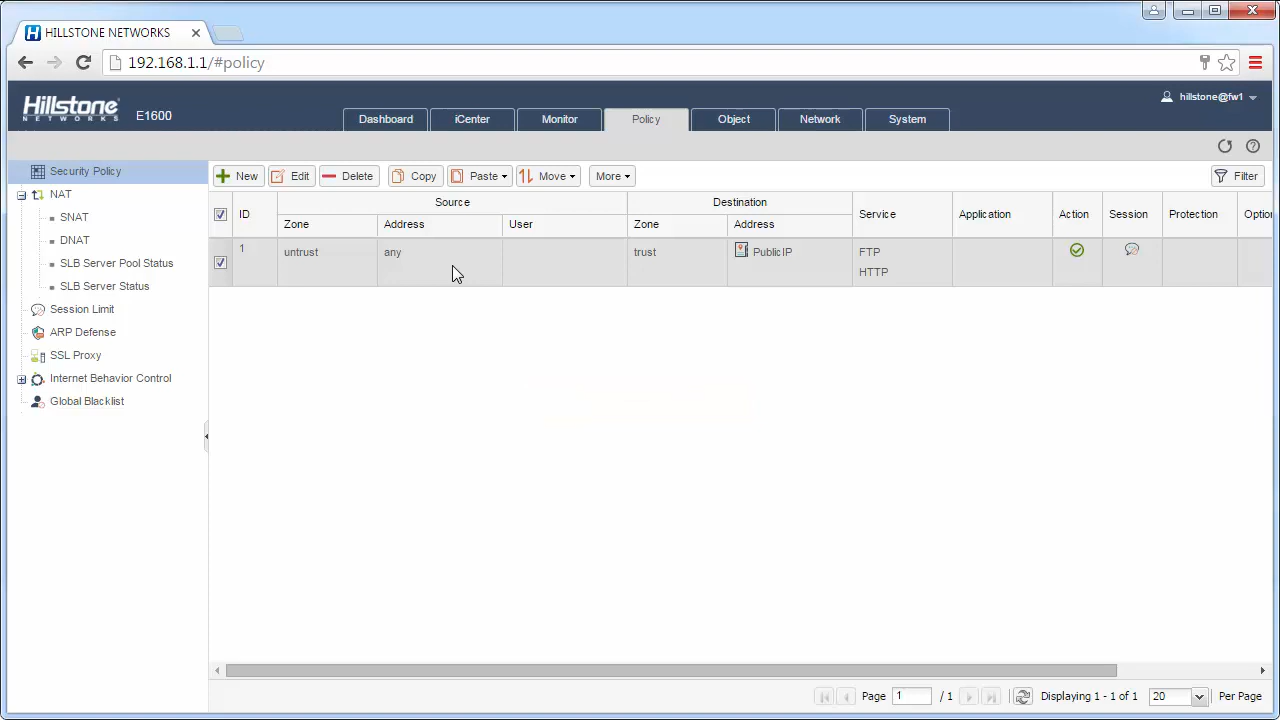 HILLSTONE NETWORKS
192.168.1.1/#policy
Hillstone
NETWORKS
E1600
Dashboard
iCenter
Monitor
Policy
Object
Network
System
hillstone@fw1
Security Policy
NAT
SNAT
DNAT
SLB Server Pool Status
SLB Server Status
Session Limit
ARP Defense
SSL Proxy
Internet Behavior Control
Global Blacklist
New
Edit
Delete
Copy
Paste
Move
More
Filter
ID
Source
Destination
Service
Application
Action
Session
Protection
Optio
Zone
Address
User
Zone
Address
1
untrust
any
trust
PublicIP
FTP
HTTP
Page 1 / 1
Displaying 1 - 1 of 1
20
Per Page